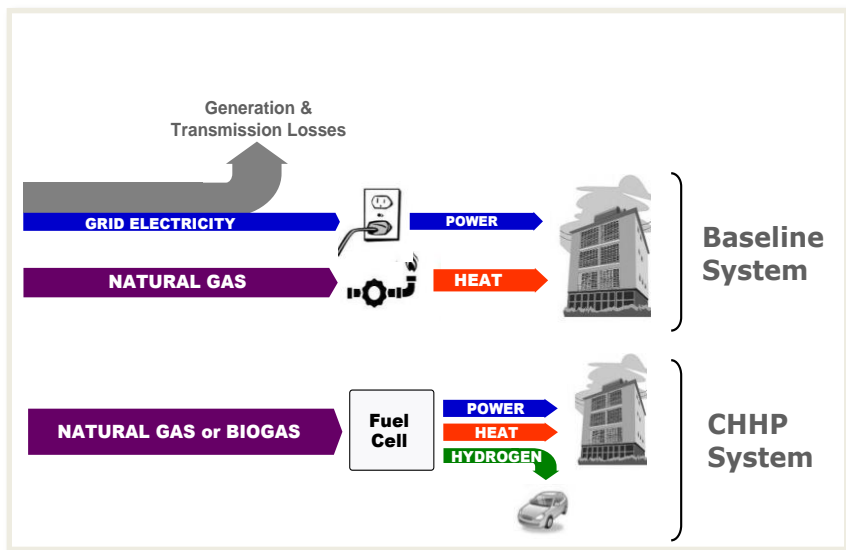 Generation &
Transmission Losses
GRID ELECTRICITY
POWER
NATURAL GAS
HEAT
Baseline
System
NATURAL GAS or BIOGAS
Fuel
Cell
POWER
HEAT
HYDROGEN
CHHP
System